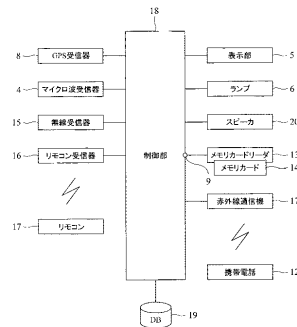 18
8 GPS受信器
4 マイクロ波受信器
15 無線受信器
16 リモコン受信器
17 リモコン
制御部
表示部 5
ランプ 6
スピーカ 20
メモリカードリーダ 13
メモリカード 14
9
赤外線通信機 17
携帯電話 12
DB 19